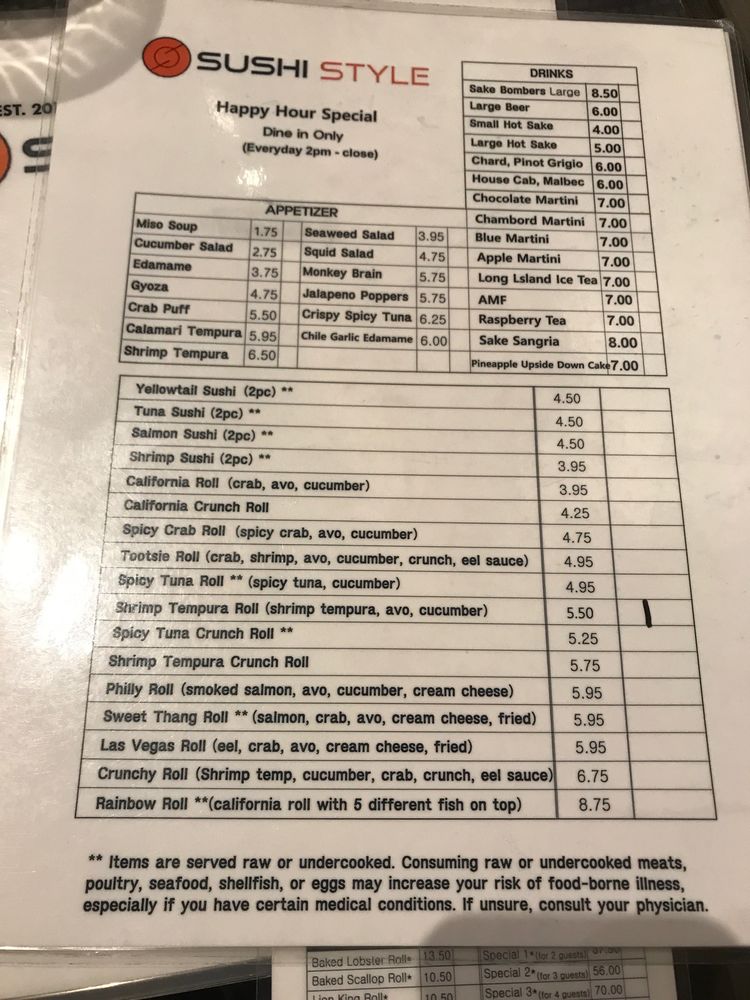 EST. 20
S
SUSHI STYLE
Happy Hour Special
Dine in Only
(Everyday 2pm - close)
DRINKS
Sake Bombers Large 8.50
Large Beer 6.00
Small Hot Sake 4.00
Large Hot Sake 5.00
Chard, Pinot Grigio 6.00
House Cab, Malbec 6.00
Chocolate Martini 7.00
Chambord Martini 7.00
Blue Martini 7.00
Apple Martini 7.00
Long Island Ice Tea 7.00
AMF 7.00
Raspberry Tea 7.00
Sake Sangria 8.00
Pineapple Upside Down Cake 7.00
APPETIZER
Miso Soup 1.75 Seaweed Salad 3.95
Cucumber Salad 2.75 Squid Salad 4.75
Edamame 3.75 Monkey Brain 5.75
Gyoza 4.75 Jalapeno Poppers 5.75
Crab Puff 5.50 Crispy Spicy Tuna 6.25
Calamari Tempura 5.95 Chile Garlic Edamame 6.00
Shrimp Tempura 6.50
Yellowtail Sushi (2pc) ** 4.50
Tuna Sushi (2pc) ** 4.50
Salmon Sushi (2pc) ** 4.50
Shrimp Sushi (2pc) ** 3.95
California Roll (crab, avo, cucumber) 3.95
California Crunch Roll 4.25
Spicy Crab Roll (spicy crab, avo, cucumber) 4.75
Tootsie Roll (crab, shrimp, avo, cucumber, crunch, eel sauce) 4.95
Spicy Tuna Roll ** (spicy tuna, cucumber) 4.95
Shrimp Tempura Roll (shrimp tempura, avo, cucumber) 5.50
Spicy Tuna Crunch Roll ** 5.25
Shrimp Tempura Crunch Roll 5.75
Philly Roll (smoked salmon, avo, cucumber, cream cheese) 5.95
Sweet Thang Roll ** (salmon, crab, avo, cream cheese, fried) 5.95
Las Vegas Roll (eel, crab, avo, cream cheese, fried) 5.95
Crunchy Roll (Shrimp temp, cucumber, crab, crunch, eel sauce) 6.75
Rainbow Roll **(california roll with 5 different fish on top) 8.75
** Items are served raw or undercooked. Consuming raw or undercooked meats,
poultry, seafood, shellfish, or eggs may increase your risk of food-borne illness,
especially if you have certain medical conditions. If unsure, consult your physician.
Baked Lobster Roll* 13.50 Special 1*(for 2 guests)
Baked Scallop Roll* 10.50 Special 2*(for 3 guests) 56.00
Lion King Roll* 10.50 Special 3*(for 4 guests) 70.00